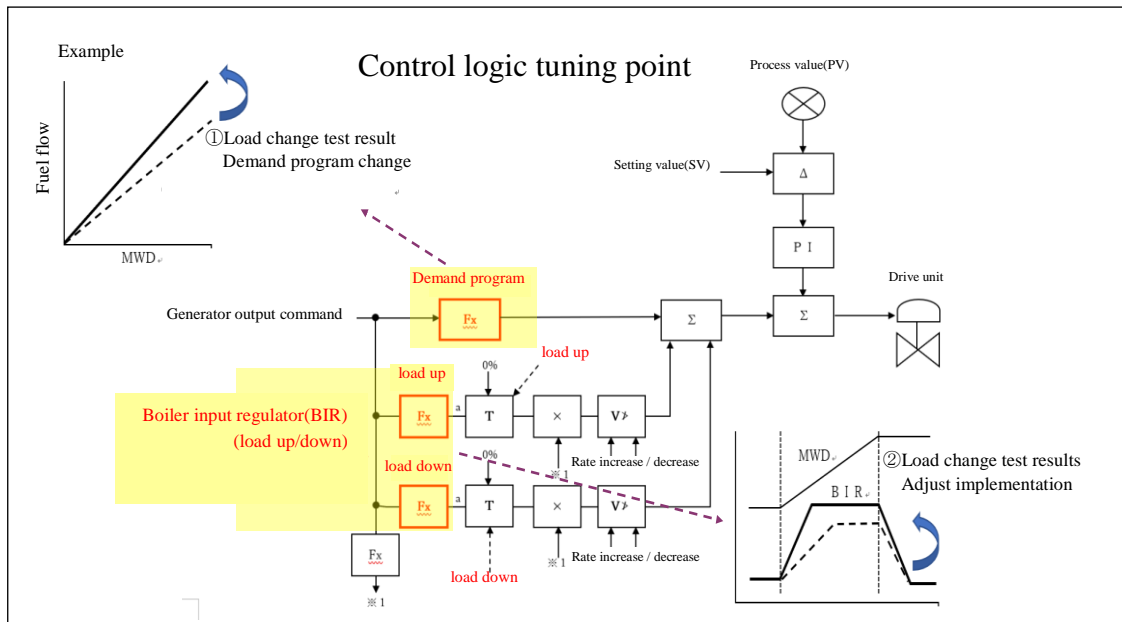 Control logic tuning point
Example
Fuel flow
MWD
①Load change test result
Demand program change
Process value(PV)
Setting value(SV)
Δ
P I
Drive unit
Demand program
Generator output command
Fx
Σ
Σ
load up
load up
0%
Boiler input regulator(BIR)
(load up/down)
Fx
a
T
×
V≯
※1
Rate increase / decrease
load down
0%
Fx
a
T
×
V≯
※1
Rate increase / decrease
load down
Fx
※1
MWD
BIR
②Load change test results
Adjust implementation